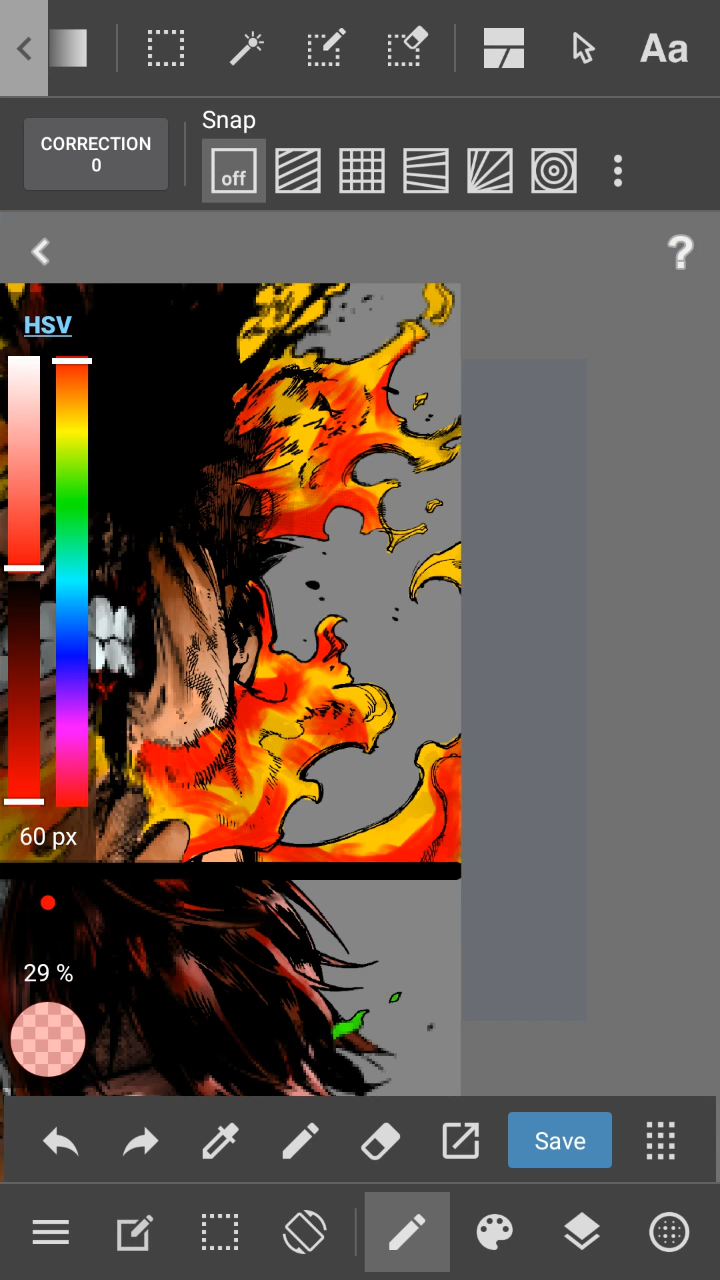 Aa
CORRECTION
0
Snap
off
?
HSV
60 px
29 %
Save